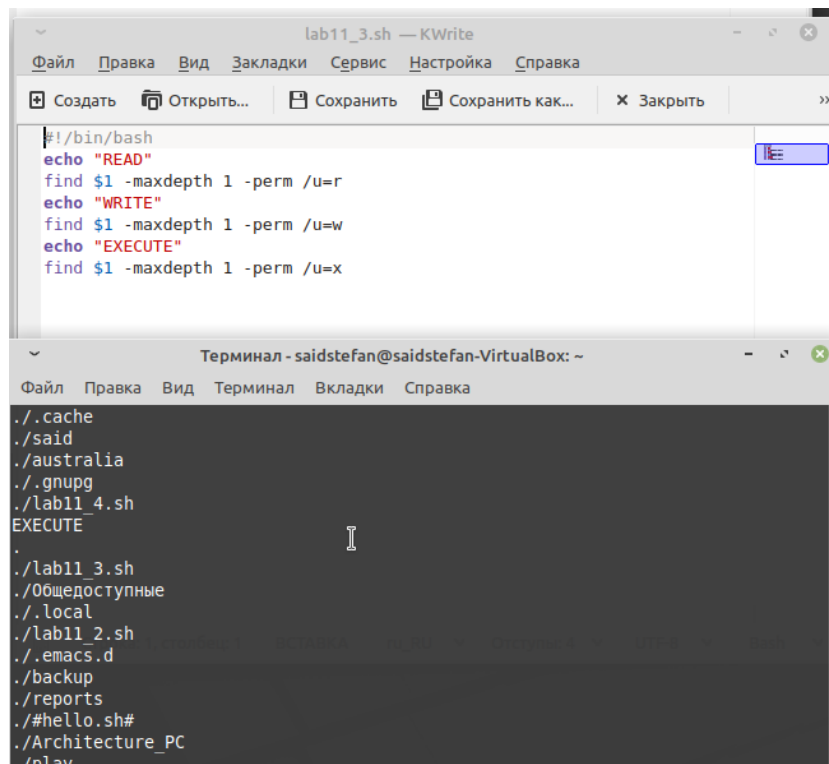 lab11_3.sh — KWrite
Файл Правка Вид Закладки Сервис Настройка Справка
Создать Открыть... Сохранить Сохранить как... Закрыть
#!/bin/bash
echo "READ"
find $1 -maxdepth 1 -perm /u=r
echo "WRITE"
find $1 -maxdepth 1 -perm /u=w
echo "EXECUTE"
find $1 -maxdepth 1 -perm /u=x
Терминал - saidstefan@saidstefan-VirtualBox: ~
Файл Правка Вид Терминал Вкладки Справка
./.cache
./said
./australia
./.gnupg
./lab11_4.sh
EXECUTE
.
./lab11_3.sh
./Общедоступные
./.local
./lab11_2.sh
./.emacs.d
./backup
./reports
./#hello.sh#
./Architecture_PC
./play